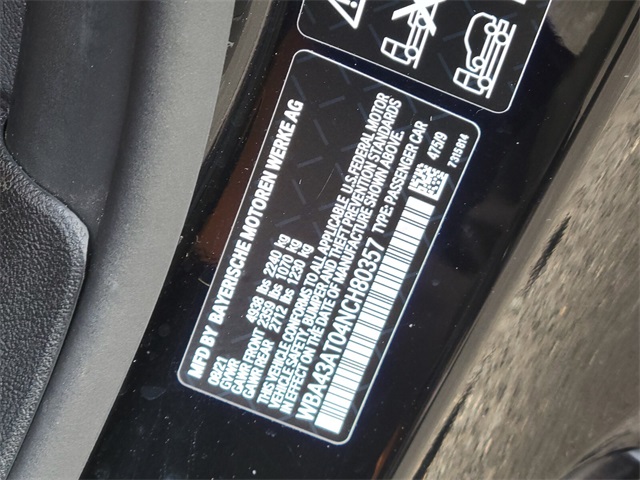 MFD BY BAYERISCHE MOTOREN WERKE AG
08/21
GVWR 4938 lbs 2240 kg
GAWR FRONT 2359 lbs 1070 kg
GAWR REAR 2712 lbs 1230 kg
THIS VEHICLE CONFORMS TO ALL APPLICABLE U.S. FEDERAL MOTOR
VEHICLE SAFETY, BUMPER AND THEFT PREVENTION STANDARDS
IN EFFECT ON THE DATE OF MANUFACTURE SHOWN ABOVE.
WBA43AT04NCH80357 TYPE: PASSENGER CAR
475/9
7315814